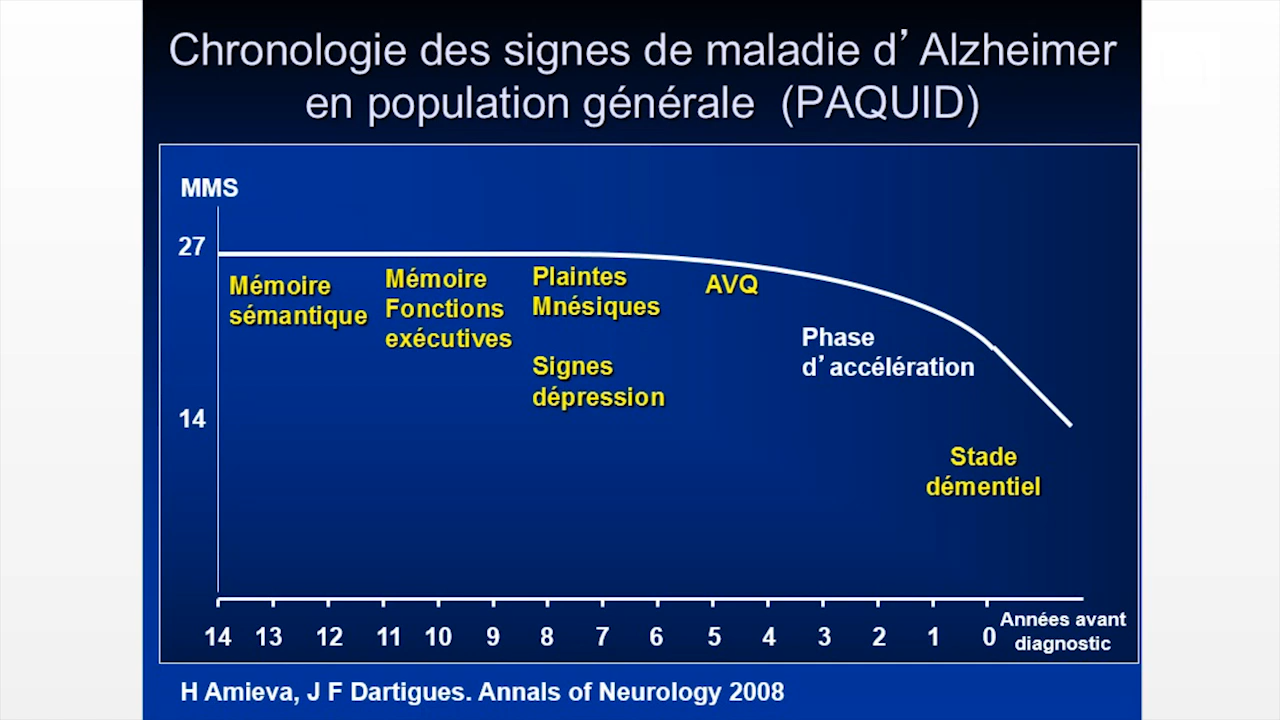 Chronologie des signes de maladie d’ Alzheimer
en population générale (PAQUID)
MMS
27
Mémoire
sémantique
Mémoire
Fonctions
exécutives
Plaintes
Mnésiques
Signes
dépression
AVQ
Phase
d’ accélération
14
Stade
démentiel
14 13 12 11 10 9 8 7 6 5 4 3 2 1 0
Années avant
diagnostic
H Amieva, J F Dartigues. Annals of Neurology 2008